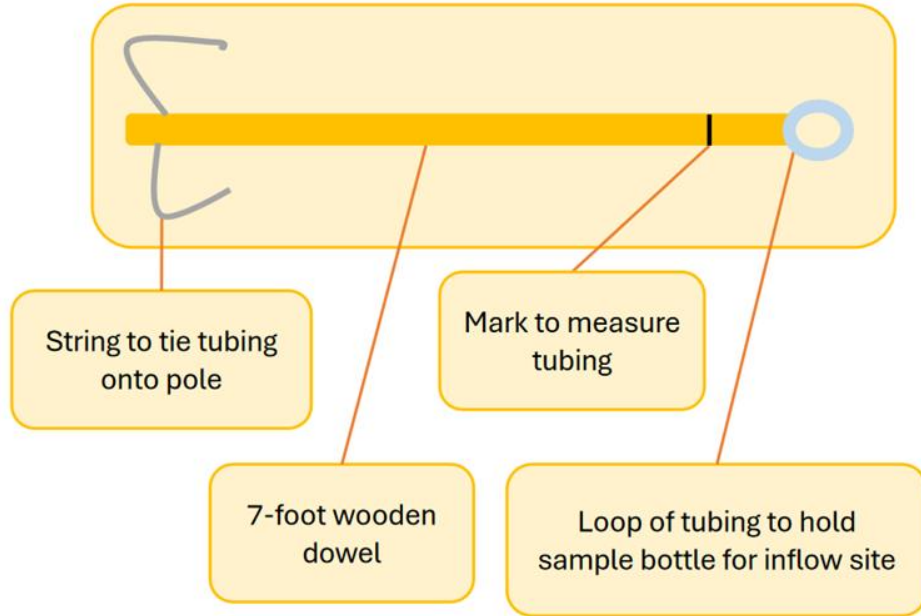 String to tie tubing
onto pole
Mark to measure
tubing
7-foot wooden
dowel
Loop of tubing to hold
sample bottle for inflow site